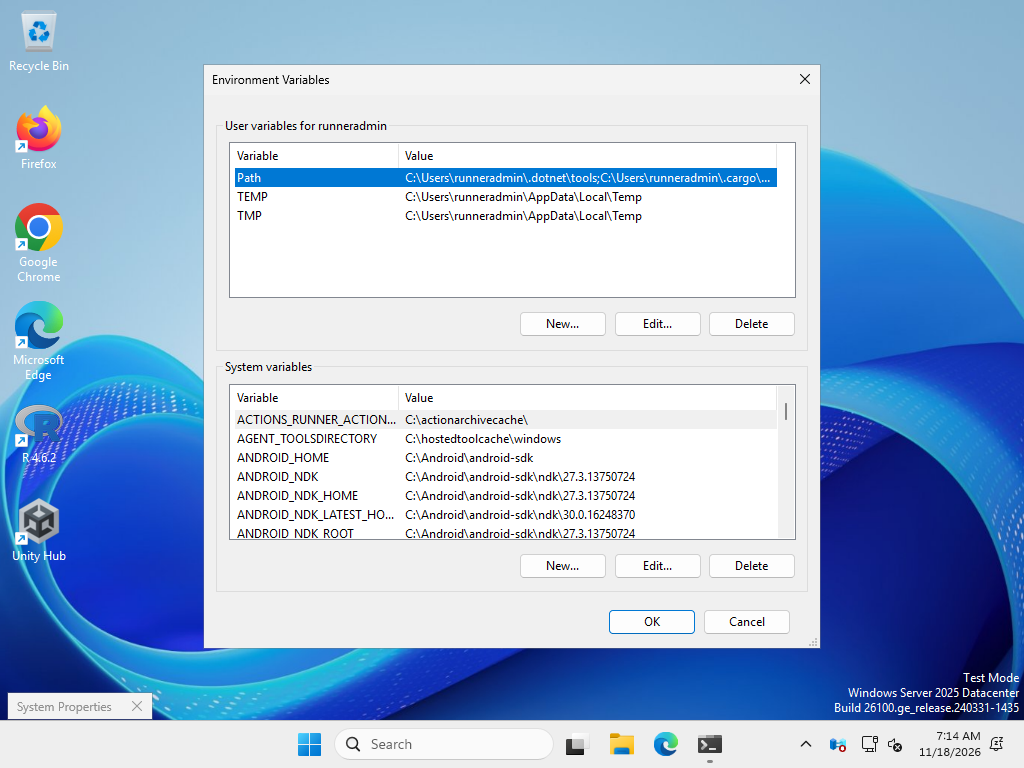 Recycle Bin
Firefox
Google
Chrome
Microsoft
Edge
R 4.6.2
Unity Hub
Environment Variables
User variables for runneradmin
Variable Value
Path C:\Users\runneradmin\.dotnet\tools;C:\Users\runneradmin\.cargo\...
TEMP C:\Users\runneradmin\AppData\Local\Temp
TMP C:\Users\runneradmin\AppData\Local\Temp
New... Edit... Delete
System variables
Variable Value
ACTIONS_RUNNER_ACTION... C:\actionarchivecache\
AGENT_TOOLSDIRECTORY C:\hostedtoolcache\windows
ANDROID_HOME C:\Android\android-sdk
ANDROID_NDK C:\Android\android-sdk\ndk\27.3.13750724
ANDROID_NDK_HOME C:\Android\android-sdk\ndk\27.3.13750724
ANDROID_NDK_LATEST_HO... C:\Android\android-sdk\ndk\30.0.16248370
ANDROID_NDK_ROOT C:\Android\android-sdk\ndk\27.3.13750724
New... Edit... Delete
OK Cancel
System Properties
Test Mode
Windows Server 2025 Datacenter
Build 26100.ge_release.240331-1435
Search
7:14 AM
11/18/2026